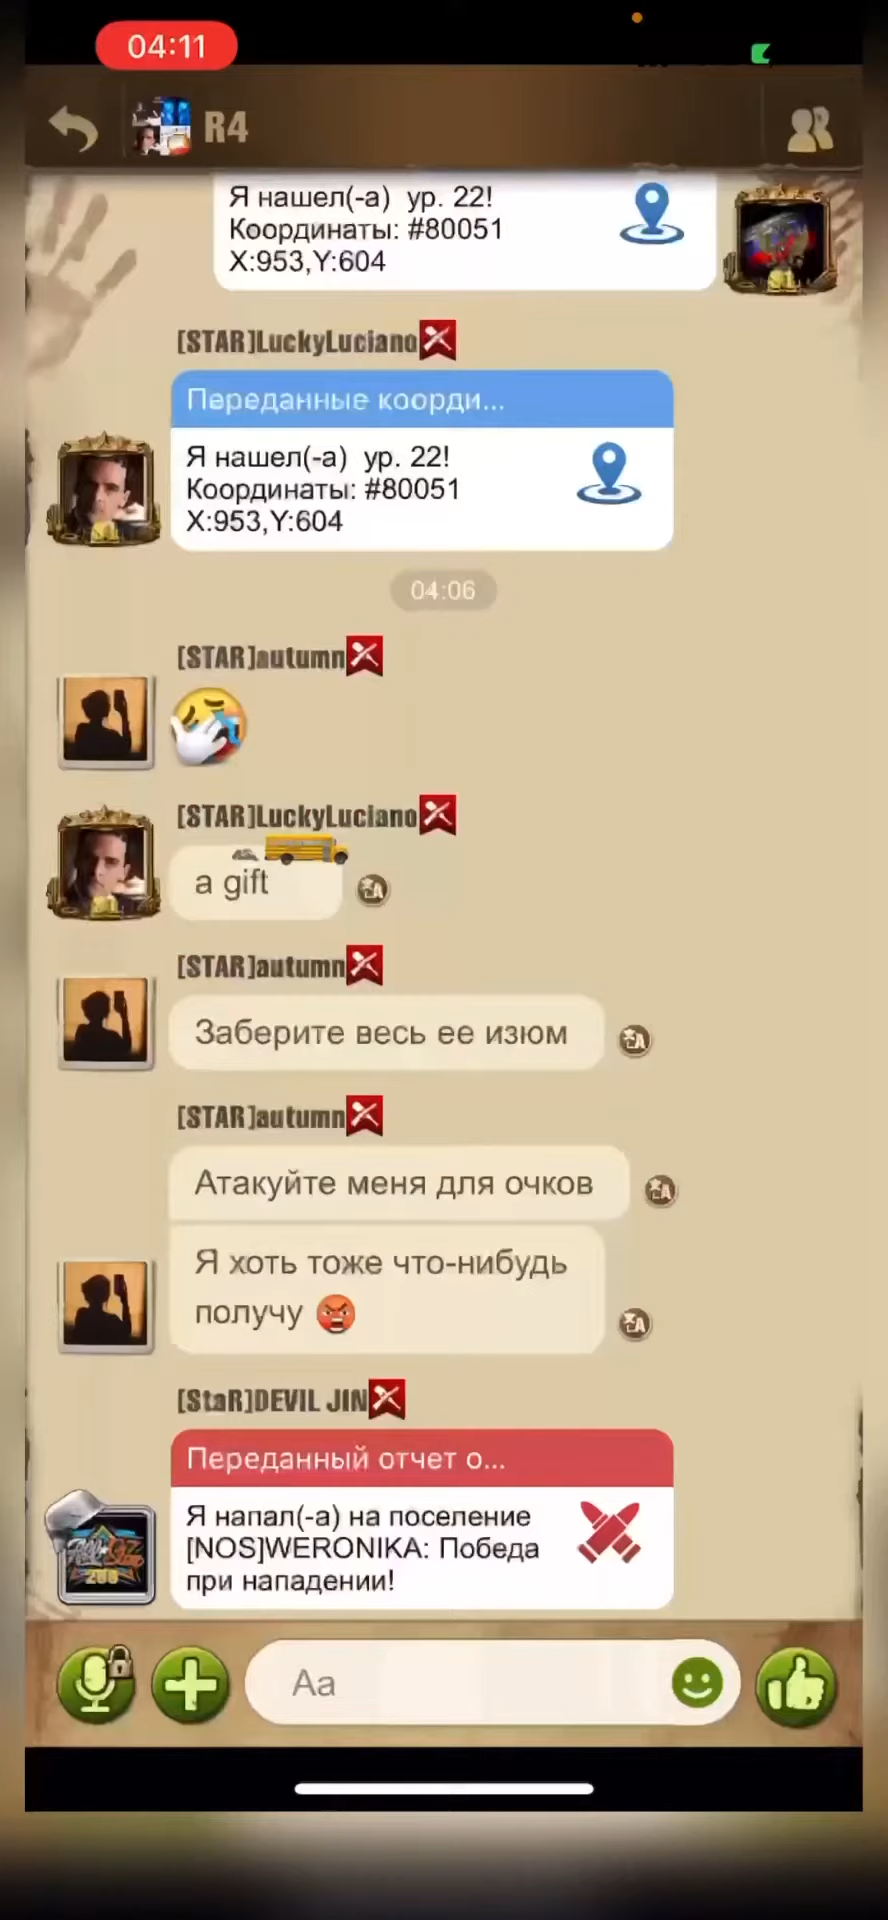 04:11
R4
Я нашел(-а) ур. 22!
Координаты: #80051
X:953,Y:604
[STAR]LuckyLuciano
Переданные коорди...
Я нашел(-а) ур. 22!
Координаты: #80051
X:953,Y:604
04:06
[STAR]autumn
[STAR]LuckyLuciano
a gift
[STAR]autumn
Заберите весь ее изюм
[STAR]autumn
Атакуйте меня для очков
Я хоть тоже что-нибудь
получу
[StaR]DEVIL JIN
Переданный отчет о...
Я напал(-а) на поселение
[NOS]WERONIKA: Победа
при нападении!
Aa